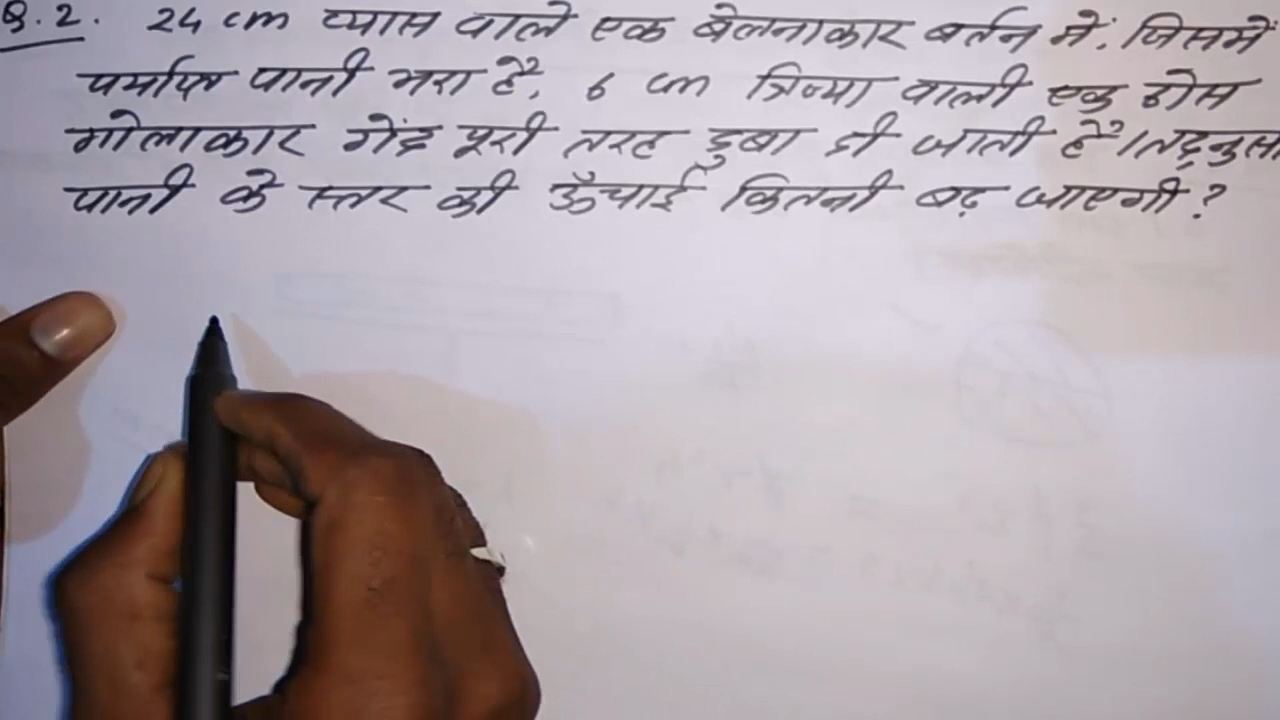 Q.2. 24 cm व्यास वाले एक बेलनाकार बर्तन में, जिसमें
पर्याप्त पानी भरा है, 6 cm त्रिज्या वाली एक ठोस
गोलाकार गेंद पूरी तरह डुबा दी जाती है। तद्नुसा
पानी के स्तर की ऊँचाई कितनी बढ़ जाएगी?